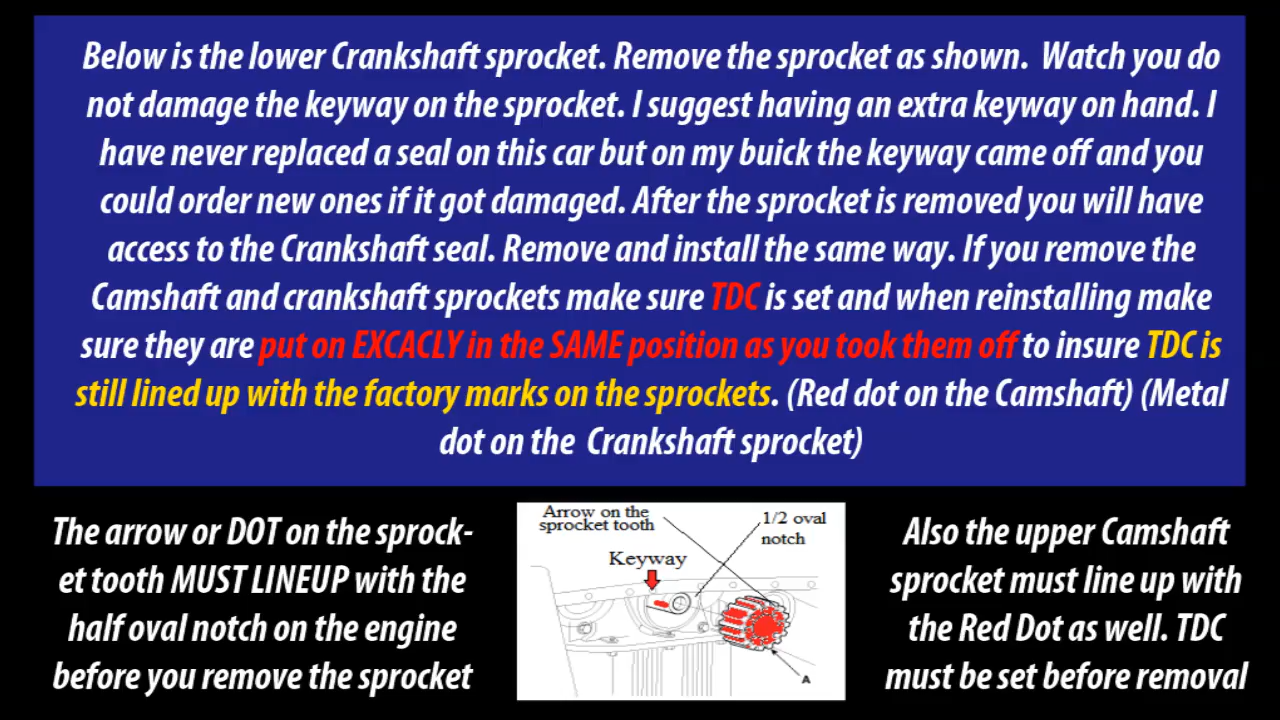 Below is the lower Crankshaft sprocket. Remove the sprocket as shown. Watch you do
not damage the keyway on the sprocket. I suggest having an extra keyway on hand. I
have never replaced a seal on this car but on my buick the keyway came off and you
could order new ones if it got damaged. After the sprocket is removed you will have
access to the Crankshaft seal. Remove and install the same way. If you remove the
Camshaft and crankshaft sprockets make sure TDC is set and when reinstalling make
sure they are put on EXCACLY in the SAME position as you took them off to insure TDC is
still lined up with the factory marks on the sprockets. (Red dot on the Camshaft) (Metal
dot on the Crankshaft sprocket)
The arrow or DOT on the sprock-
et tooth MUST LINEUP with the
half oval notch on the engine
before you remove the sprocket
Arrow on the
sprocket tooth
1/2 oval
notch
Keyway
A
Also the upper Camshaft
sprocket must line up with
the Red Dot as well. TDC
must be set before removal